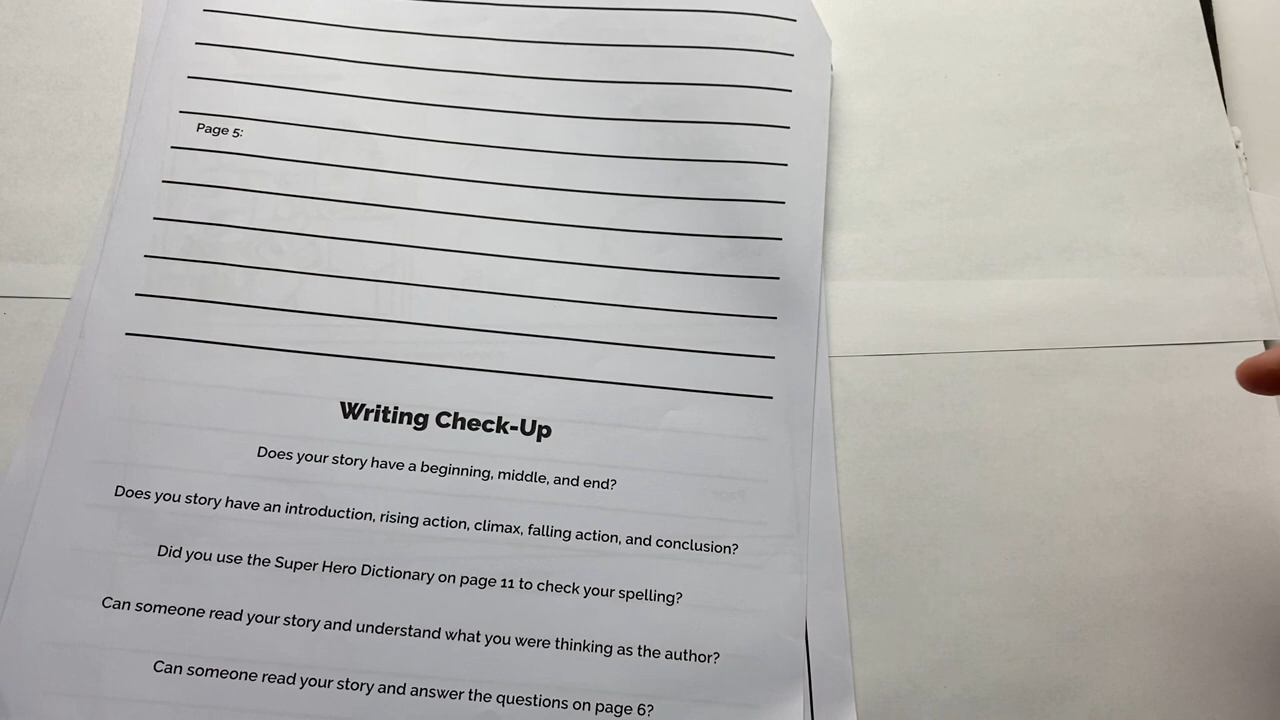 Page 5:
Writing Check-Up
Does your story have a beginning, middle, and end?
Does you story have an introduction, rising action, climax, falling action, and conclusion?
Did you use the Super Hero Dictionary on page 11 to check your spelling?
Can someone read your story and understand what you were thinking as the author?
Can someone read your story and answer the questions on page 6?